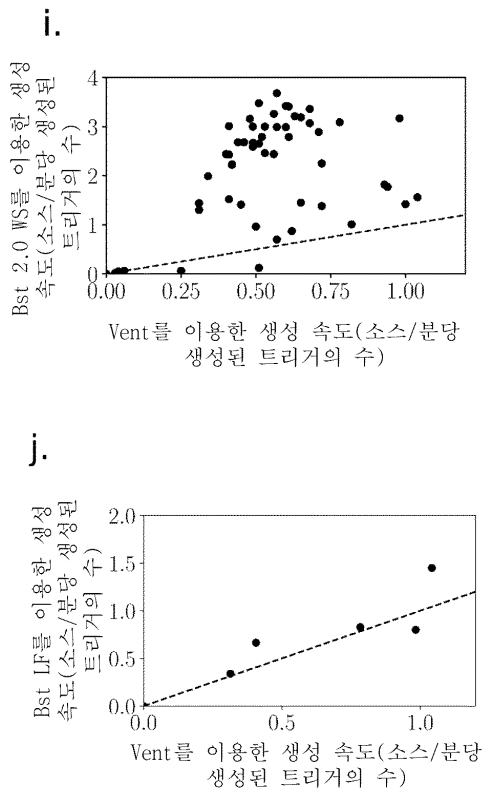 i.
Bst 2.0 WS를 이용한 생성
속도(소스/분당 생성된
트리거의 수)
4
3
2
1
0
0.00 0.25 0.50 0.75 1.00
Vent를 이용한 생성 속도(소스/분당
생성된 트리거의 수)
j.
Bst LF를 이용한 생성
속도(소스/분당 생성된
트리거의 수)
2.0
1.5
1.0
0.5
0.0
0.0 0.5 1.0
Vent를 이용한 생성 속도(소스/분당
생성된 트리거의 수)